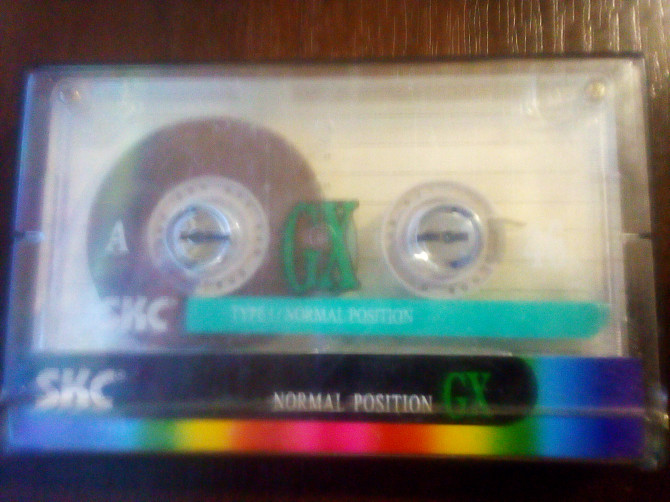 A
GX
SKC
TYPE I · NORMAL POSITION
SKC
NORMAL POSITION GX